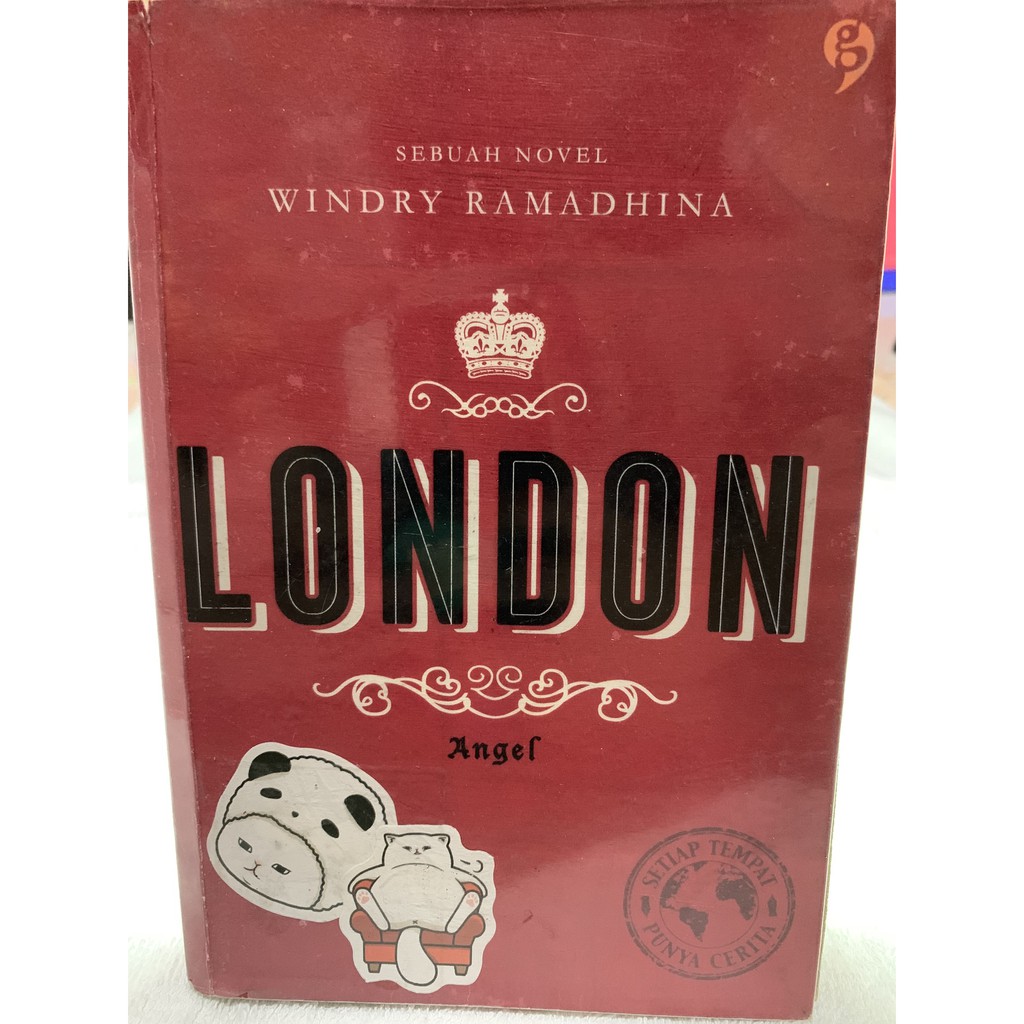 g
SEBUAH NOVEL
WINDRY RAMADHINA
LONDON
Angel
SETIAP TEMPAT
PUNYA CERITA